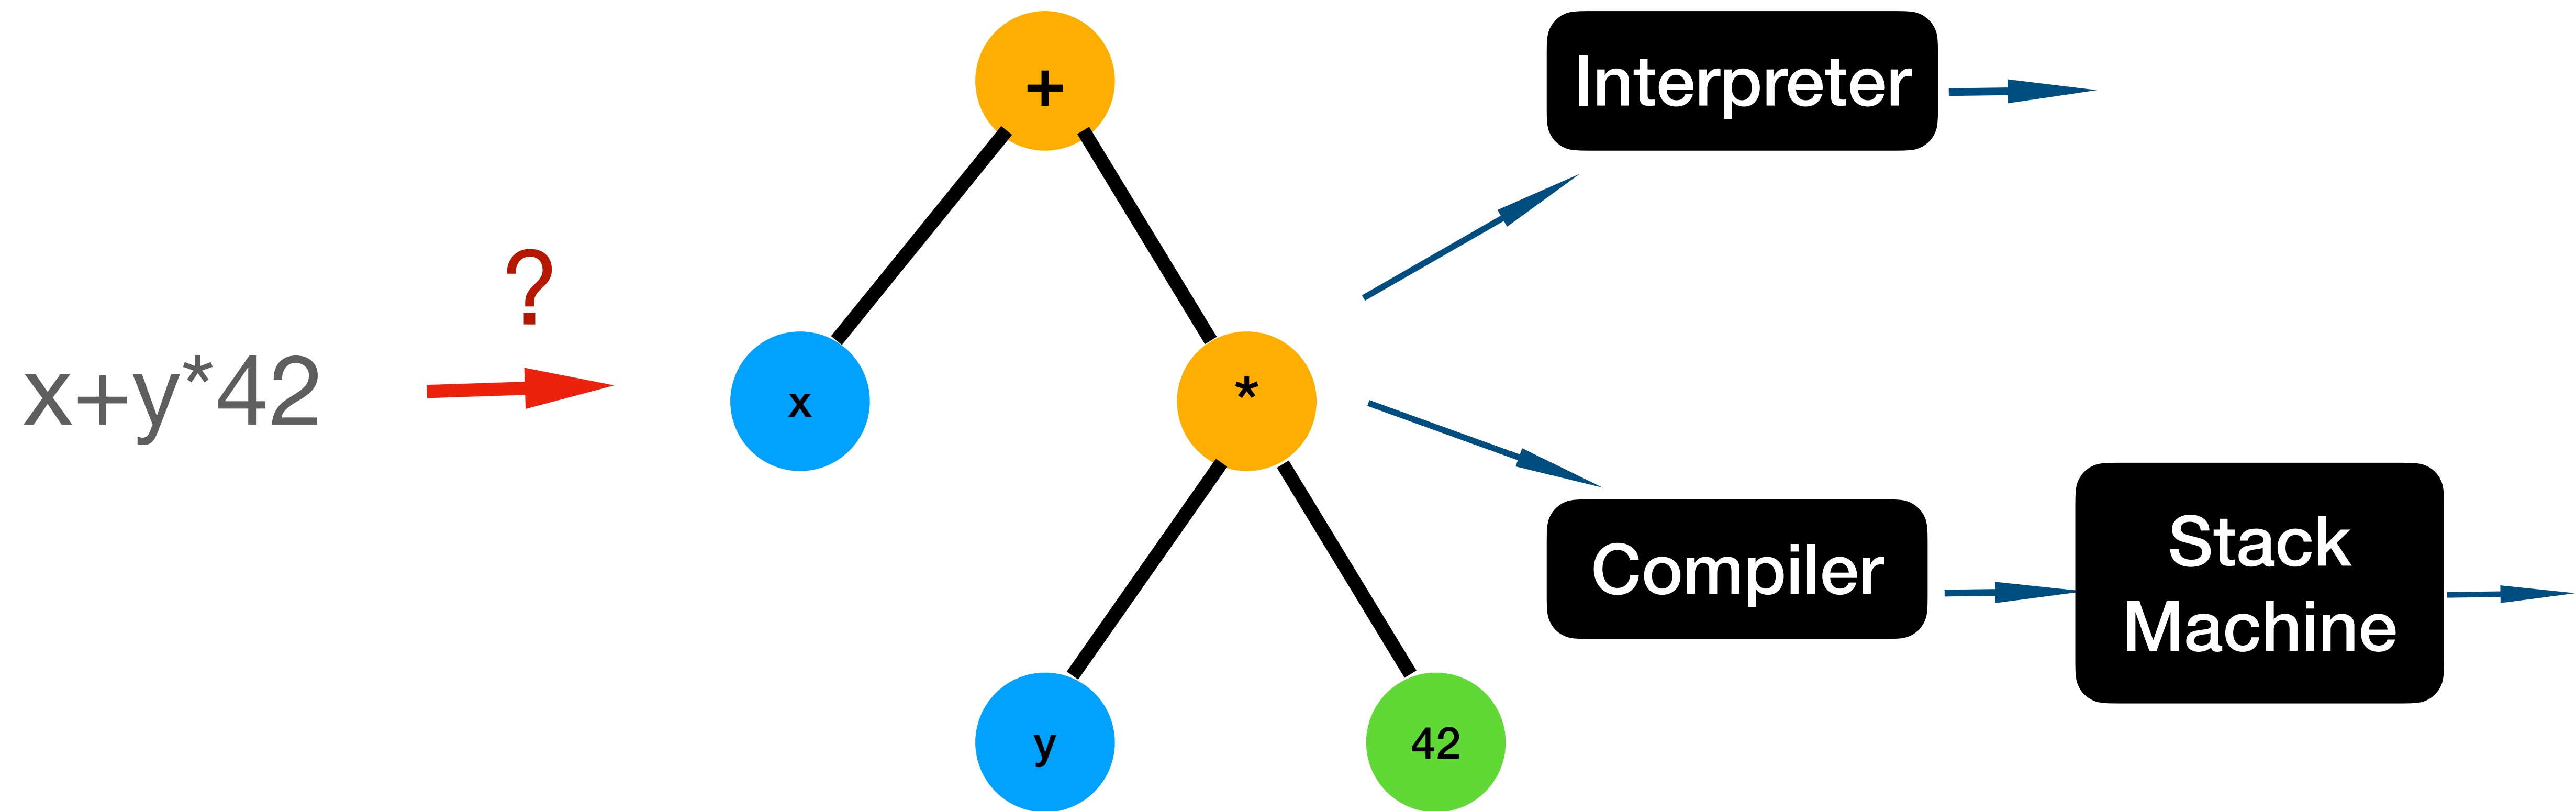 x+y*42
?
+
x
*
y
42
Interpreter
Compiler
Stack
Machine